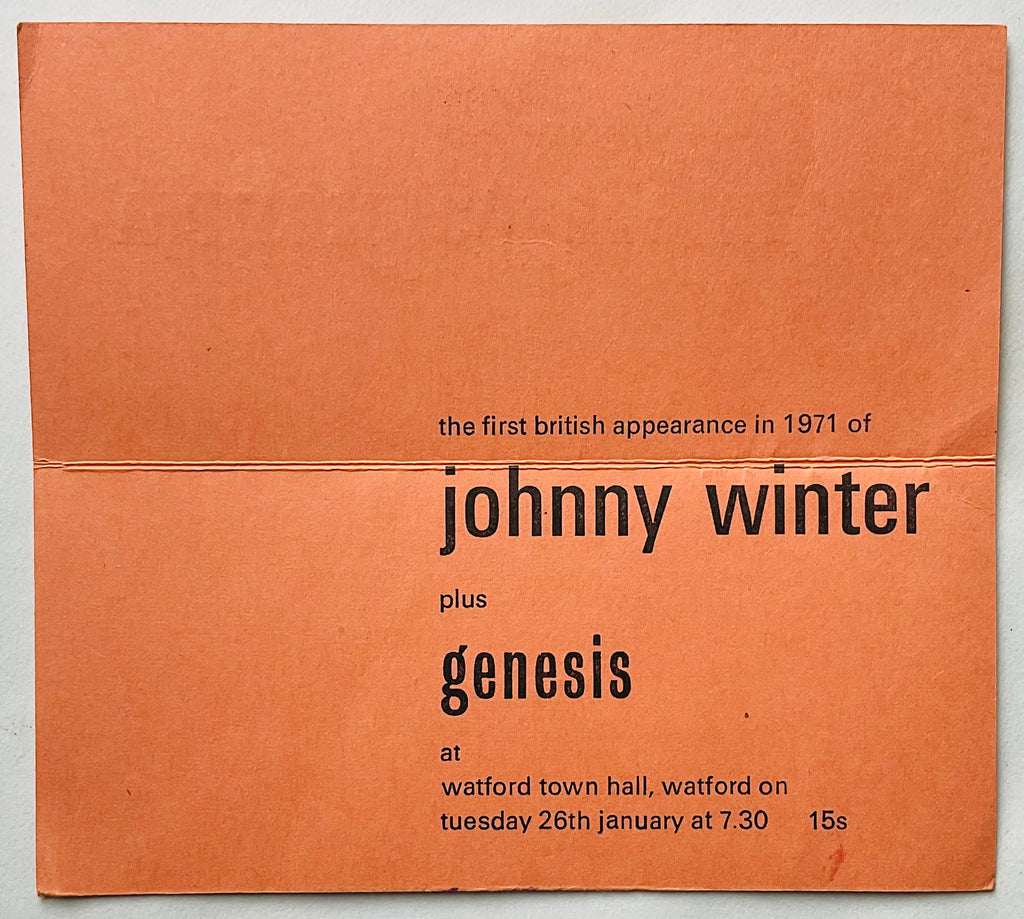 the first british appearance in 1971 of
johnny winter
plus
genesis
at
watford town hall, watford on
tuesday 26th january at 7.30 15s